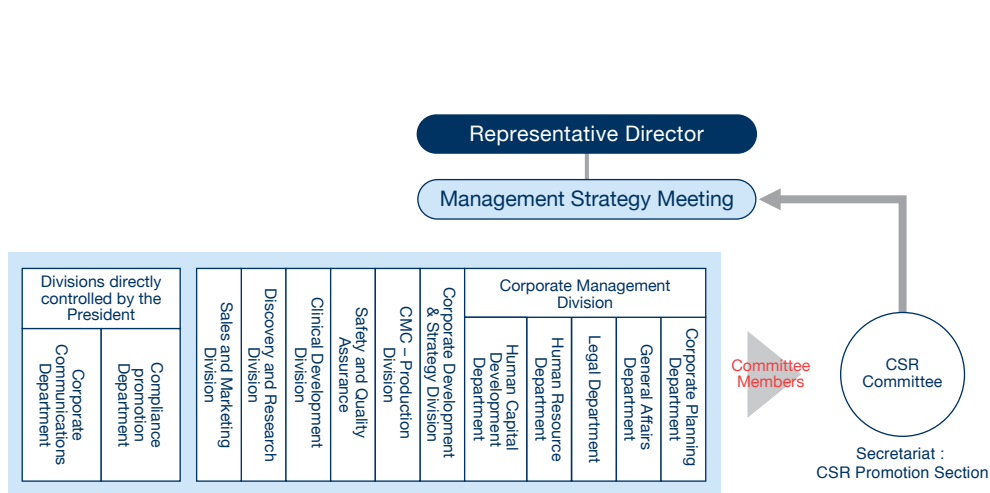 Representative Director
Management Strategy Meeting
Divisions directly
controlled by the
President
Corporate
Communications
Department
Compliance
promotion
Department
Sales and Marketing
Division
Discovery and Research
Division
Clinical Development
Division
Safety and Quality
Assurance
CMC – Production
Division
Corporate Development
& Strategy Division
Corporate Management
Division
Human Capital
Development
Department
Human Resource
Department
Legal Department
General Affairs
Department
Corporate Planning
Department
Committee
Members
CSR
Committee
Secretariat :
CSR Promotion Section